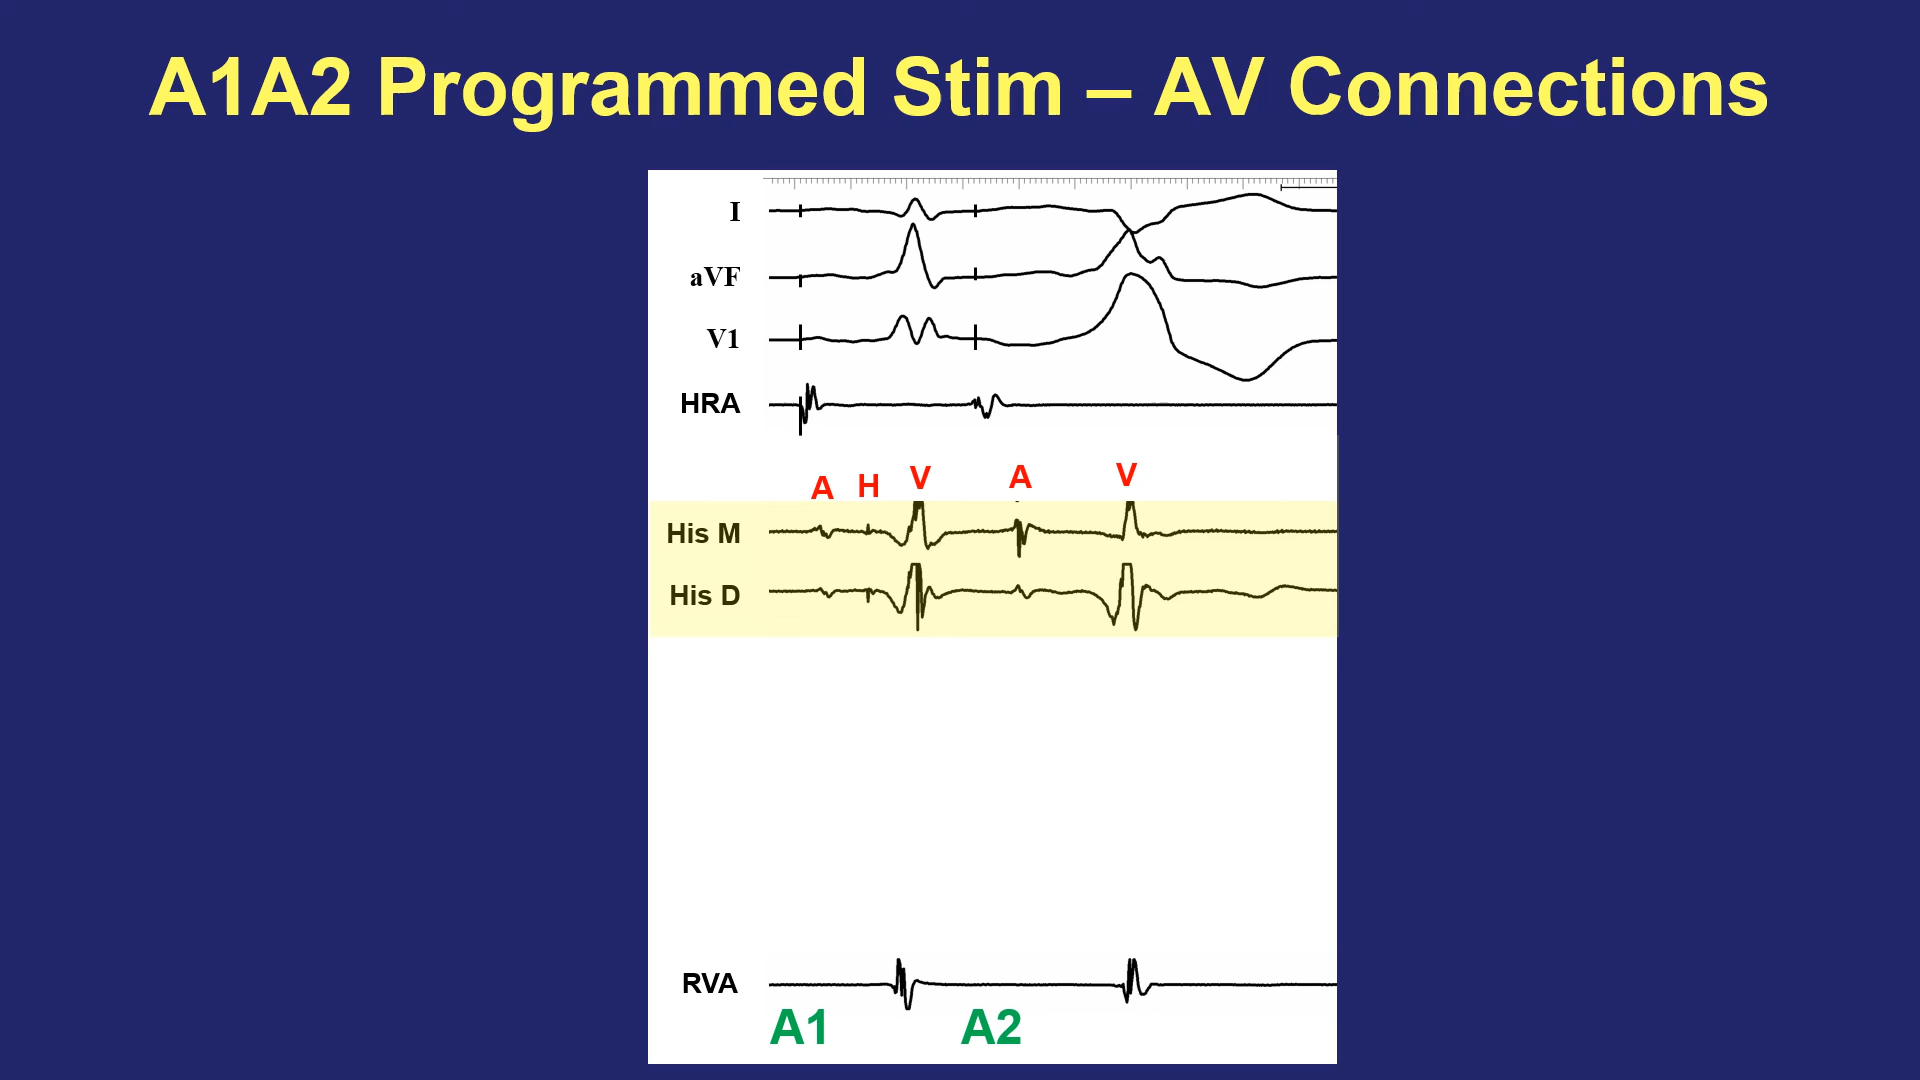 A1A2 Programmed Stim – AV Connections
I
aVF
V1
HRA
A H V A V
His M
His D
RVA
A1 A2